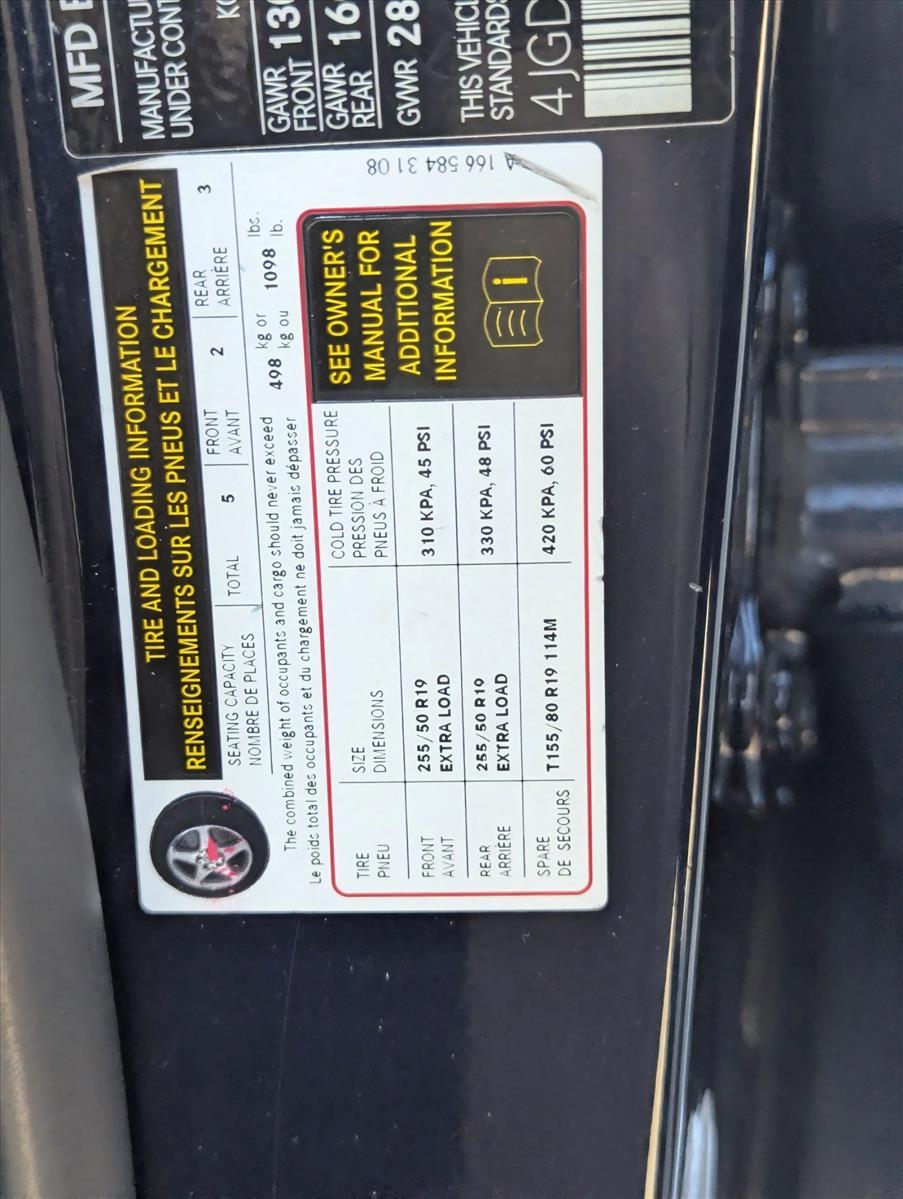 MFD
MANUFACTU
UNDER CONT
GAWR
FRONT
GAWR
REAR
GVWR
THIS VEHICL
STANDARDS
4JGD
TIRE AND LOADING INFORMATION
RENSEIGNEMENTS SUR LES PNEUS ET LE CHARGEMENT
SEATING CAPACITY TOTAL 5 FRONT 2 REAR 3
NOMBRE DE PLACES AVANT ARRIÈRE
The combined weight of occupants and cargo should never exceed 498 kg or 1098 lbs.
Le poids total des occupants et du chargement ne doit jamais dépasser kg ou lb.
TIRE SIZE COLD TIRE PRESSURE
PNEU DIMENSIONS PRESSION DES
PNEUS À FROID
FRONT 255/50 R19 310 KPA, 45 PSI
AVANT EXTRA LOAD
REAR 255/50 R19 330 KPA, 48 PSI
ARRIÈRE EXTRA LOAD
SPARE T155/80 R19 114M 420 KPA, 60 PSI
DE SECOURS
SEE OWNER'S
MANUAL FOR
ADDITIONAL
INFORMATION
i
A 166 584 31 08